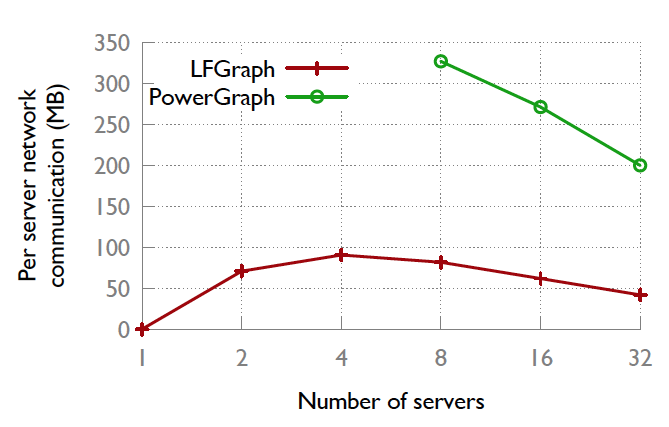 350
300
250
200
150
100
50
0
Per server network
communication (MB)
LFGraph
PowerGraph
1 2 4 8 16 32
Number of servers